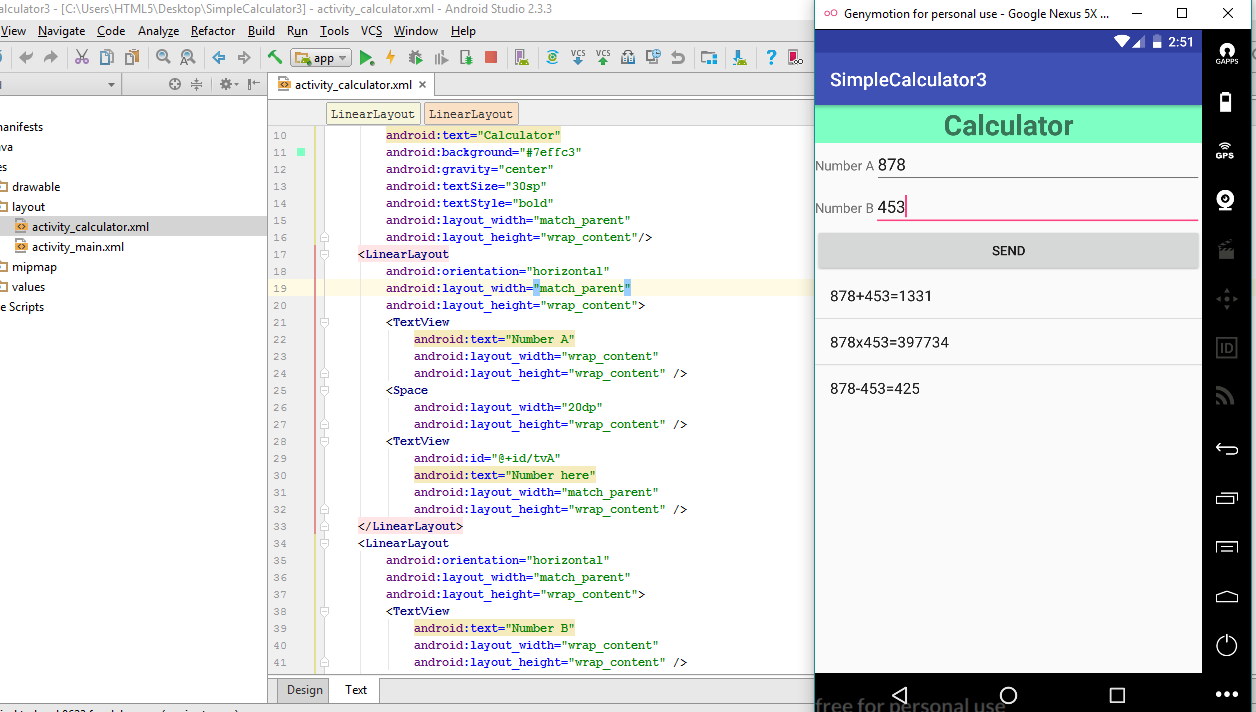 alculator3 - [C:\Users\HTML5\Desktop\SimpleCalculator3] - activity_calculator.xml - Android Studio 2.3.3
View Navigate Code Analyze Refactor Build Run Tools VCS Window Help
app
VCS VCS
activity_calculator.xml
LinearLayout LinearLayout
anifests
va
es
drawable
layout
activity_calculator.xml
activity_main.xml
mipmap
values
e Scripts
10 android:text="Calculator"
11 android:background="#7effc3"
12 android:gravity="center"
13 android:textSize="30sp"
14 android:textStyle="bold"
15 android:layout_width="match_parent"
16 android:layout_height="wrap_content"/>
17 <LinearLayout
18 android:orientation="horizontal"
19 android:layout_width="match_parent"
20 android:layout_height="wrap_content">
21 <TextView
22 android:text="Number A"
23 android:layout_width="wrap_content"
24 android:layout_height="wrap_content" />
25 <Space
26 android:layout_width="20dp"
27 android:layout_height="wrap_content" />
28 <TextView
29 android:id="@+id/tvA"
30 android:text="Number here"
31 android:layout_width="match_parent"
32 android:layout_height="wrap_content" />
33 </LinearLayout>
34 <LinearLayout
35 android:orientation="horizontal"
36 android:layout_width="match_parent"
37 android:layout_height="wrap_content">
38 <TextView
39 android:text="Number B"
40 android:layout_width="wrap_content"
41 android:layout_height="wrap_content" />
Design Text
Genymotion for personal use - Google Nexus 5X ...
2:51
SimpleCalculator3
Calculator
Number A 878
Number B 453
SEND
878+453=1331
878x453=397734
878-453=425
GAPPS
GPS
ID
free for personal use